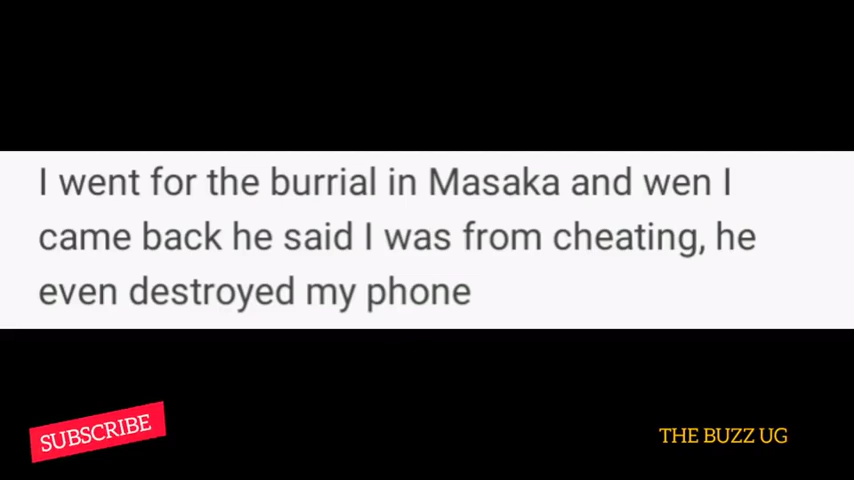 I went for the burrial in Masaka and wen I
came back he said I was from cheating, he
even destroyed my phone
SUBSCRIBE
THE BUZZ UG